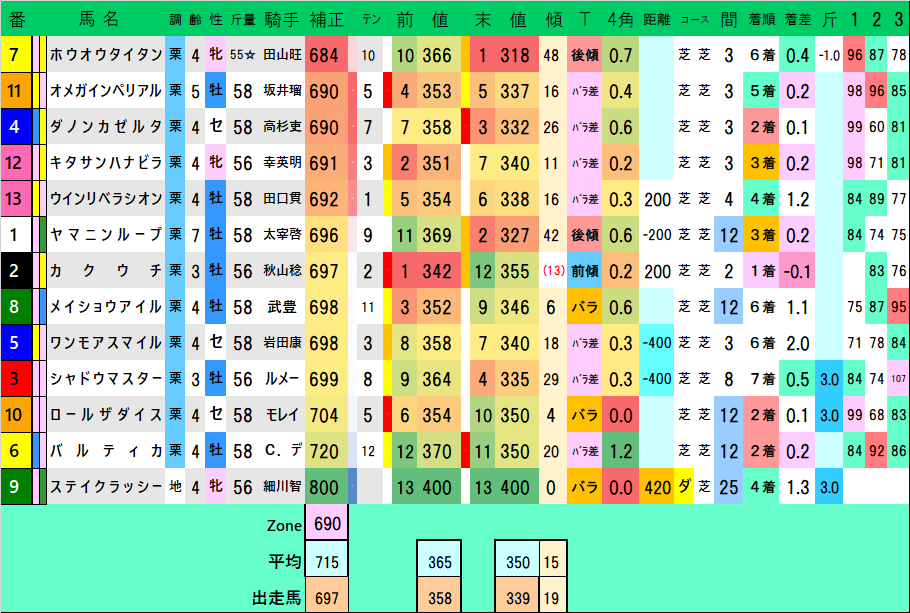 番 馬名 調 齢 性 斤量 騎手 補正 テン 前 値 末 値 傾 T 4角 距離 コース 間 着順 着差 斤 1 2 3
7 ホウオウタイタン 栗 4 牝 55☆ 田山旺 684 10 10 366 1 318 48 後傾 0.7 芝 芝 3 6着 0.4 -1.0 96 87 78
11 オメガインペリアル 栗 5 牡 58 坂井瑠 690 5 4 353 5 337 16 バラ差 0.4 芝 芝 3 5着 0.2 98 96 85
4 ダノンカゼルタ 栗 4 セ 58 高杉吏 690 7 7 358 3 332 26 バラ差 0.6 芝 芝 3 2着 0.1 99 60 81
12 キタサンハナビラ 栗 4 牝 56 幸英明 691 3 2 351 7 340 11 バラ差 0.2 芝 芝 3 3着 0.2 98 71 81
13 ウインリベラシオン 栗 4 牡 58 田口貫 692 1 5 354 6 338 16 バラ差 0.3 200 芝 芝 4 4着 1.2 84 89 77
1 ヤマニンループ 栗 7 牡 58 太宰啓 696 9 11 369 2 327 42 後傾 0.6 -200 芝 芝 12 3着 0.2 84 74 75
2 カクウチ 栗 3 牡 56 秋山稔 697 2 1 342 12 355 (13) 前傾 0.2 200 芝 芝 2 1着 -0.1 83 76
8 メイショウアイル 栗 4 牡 58 武豊 698 11 3 352 9 346 6 バラ 0.6 芝 芝 12 6着 1.1 75 87 95
5 ワンモアスマイル 栗 4 セ 58 岩田康 698 3 8 358 7 340 18 バラ差 0.3 -400 芝 芝 3 6着 2.0 71 78 84
3 シャドウマスター 栗 3 牡 56 ルメー 699 8 9 364 4 335 29 バラ差 0.3 -400 芝 芝 8 7着 0.5 3.0 84 74 107
10 ロールザダイス 栗 4 セ 58 モレイ 704 5 6 354 10 350 4 バラ 0.0 芝 芝 12 2着 0.1 3.0 99 68 83
6 バルティカ 栗 4 牡 58 C.デ 720 12 12 370 11 350 20 バラ差 1.2 芝 芝 12 2着 0.2 84 92 86
9 ステイクラッシー 地 4 牝 56 細川智 800 13 400 13 400 0 バラ 0.0 420 ダ 芝 25 4着 1.3 3.0
Zone 690
平均 715 365 350 15
出走馬 697 358 339 19